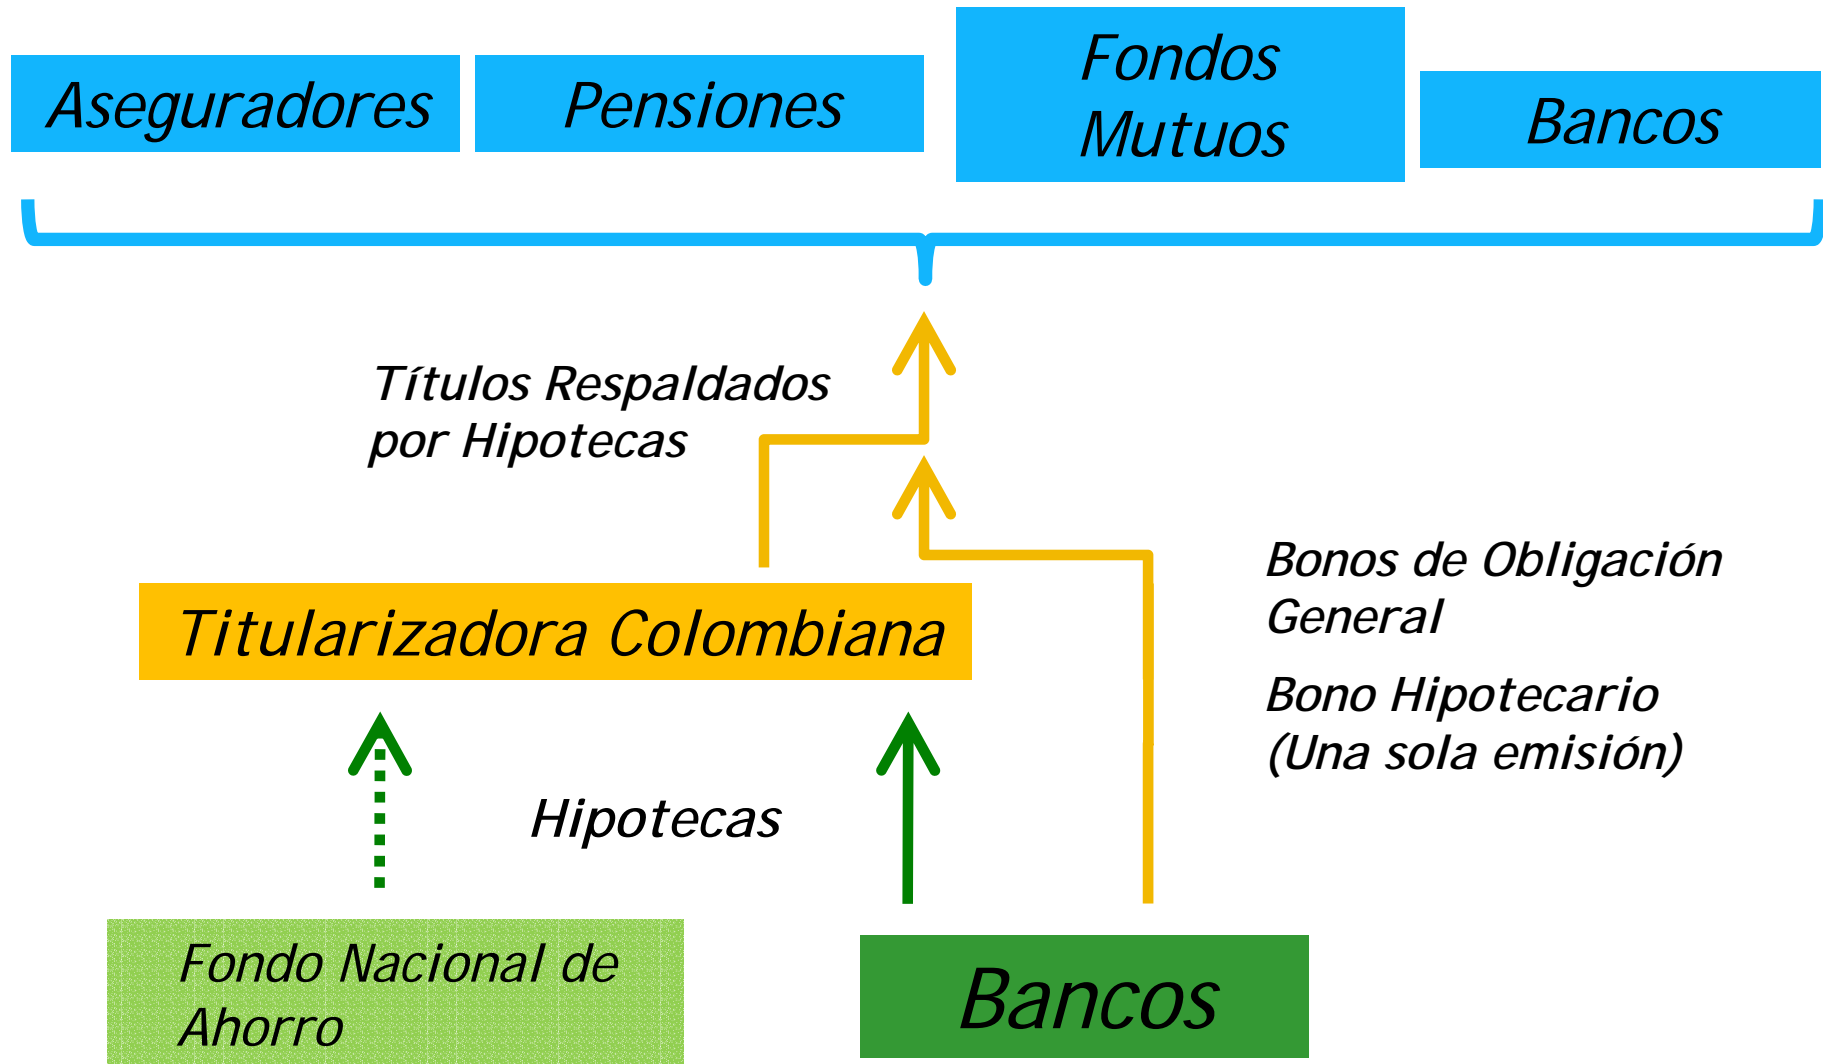 Aseguradores
Pensiones
Fondos
Mutuos
Bancos
Títulos Respaldados
por Hipotecas
Bonos de Obligación
General
Titularizadora Colombiana
Bono Hipotecario
(Una sola emisión)
Hipotecas
Fondo Nacional de
Ahorro
Bancos